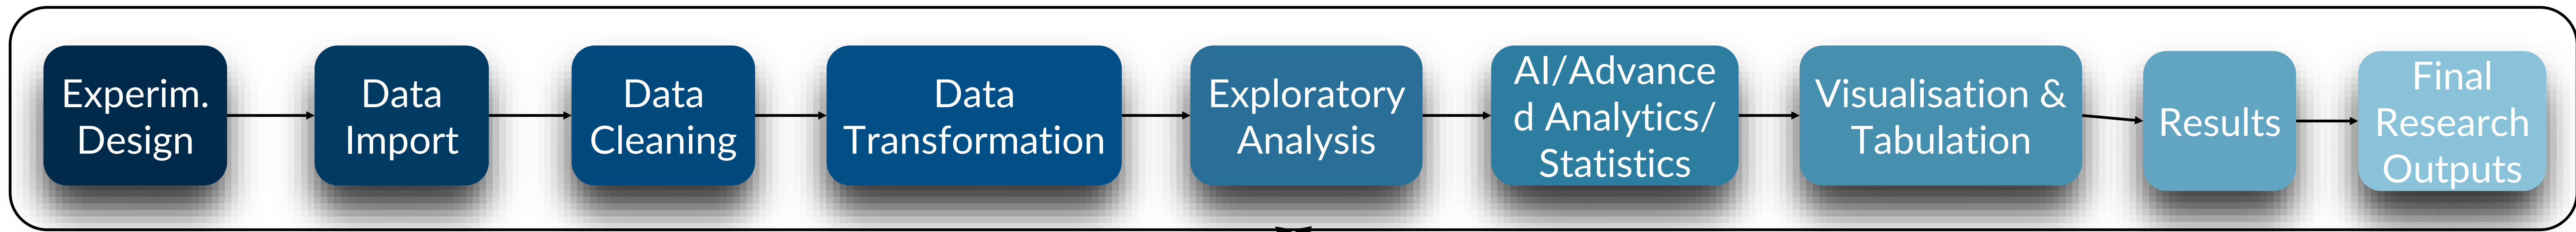 Experim.
Design
Data
Import
Data
Cleaning
Data
Transformation
Exploratory
Analysis
AI/Advance
d Analytics/
Statistics
Visualisation &
Tabulation
Results
Final
Research
Outputs